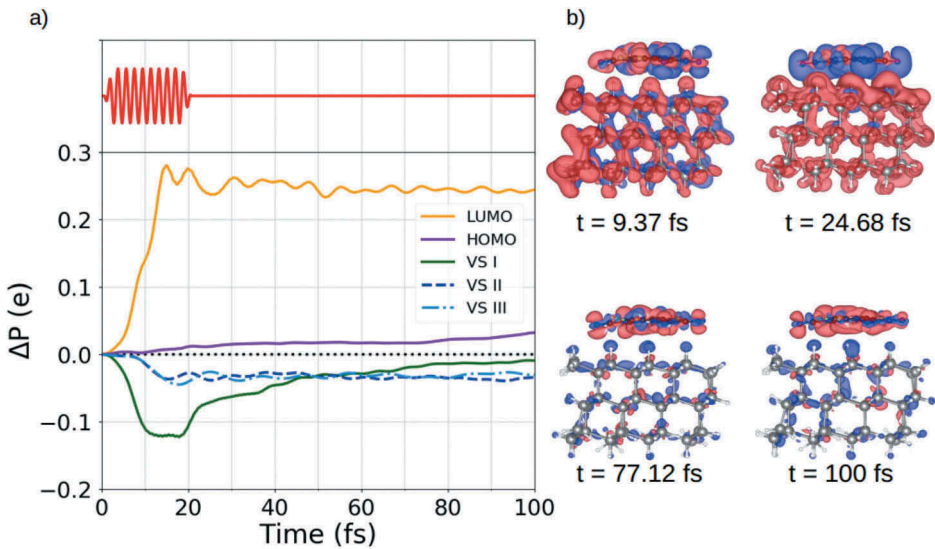 a)
b)
0.3
0.2
0.1
0.0
−0.1
−0.2
ΔP (e)
LUMO
HOMO
VS I
VS II
VS III
0 20 40 60 80 100
Time (fs)
t = 9.37 fs
t = 24.68 fs
t = 77.12 fs
t = 100 fs